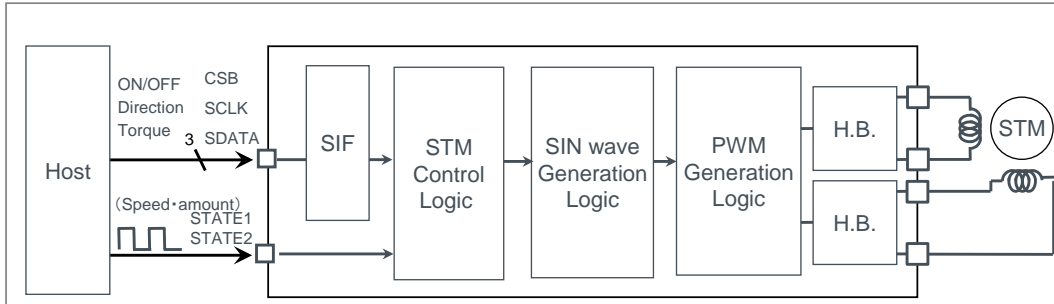 Host
ON/OFF
Direction
Torque
CSB
SCLK
SDATA
3
（Speed・amount）
STATE1
STATE2
SIF
STM
Control
Logic
SIN wave
Generation
Logic
PWM
Generation
Logic
H.B.
H.B.
STM